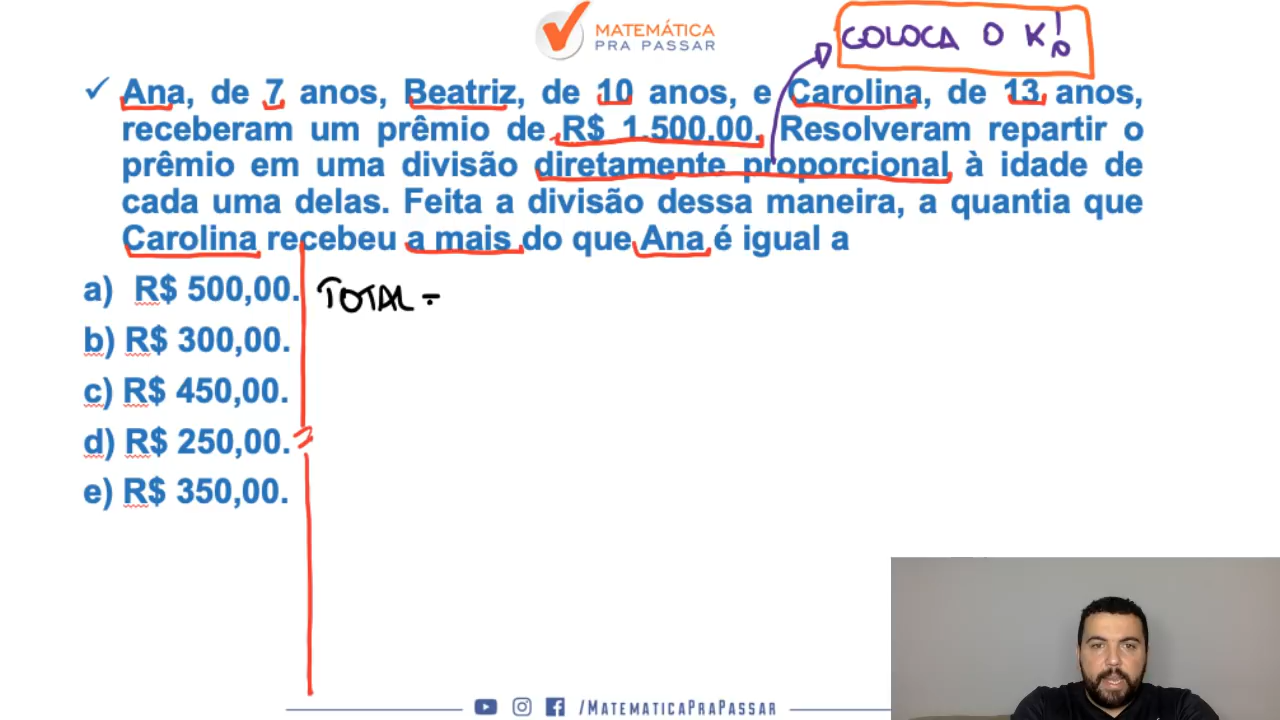 MATEMÁTICA
PRA PASSAR
COLOCA O K!
✓ Ana, de 7 anos, Beatriz, de 10 anos, e Carolina, de 13 anos,
receberam um prêmio de R$ 1.500,00. Resolveram repartir o
prêmio em uma divisão diretamente proporcional à idade de
cada uma delas. Feita a divisão dessa maneira, a quantia que
Carolina recebeu a mais do que Ana é igual a
a) R$ 500,00.
TOTAL =
b) R$ 300,00.
c) R$ 450,00.
d) R$ 250,00.
e) R$ 350,00.
/MATEMATICAPRAPASSAR